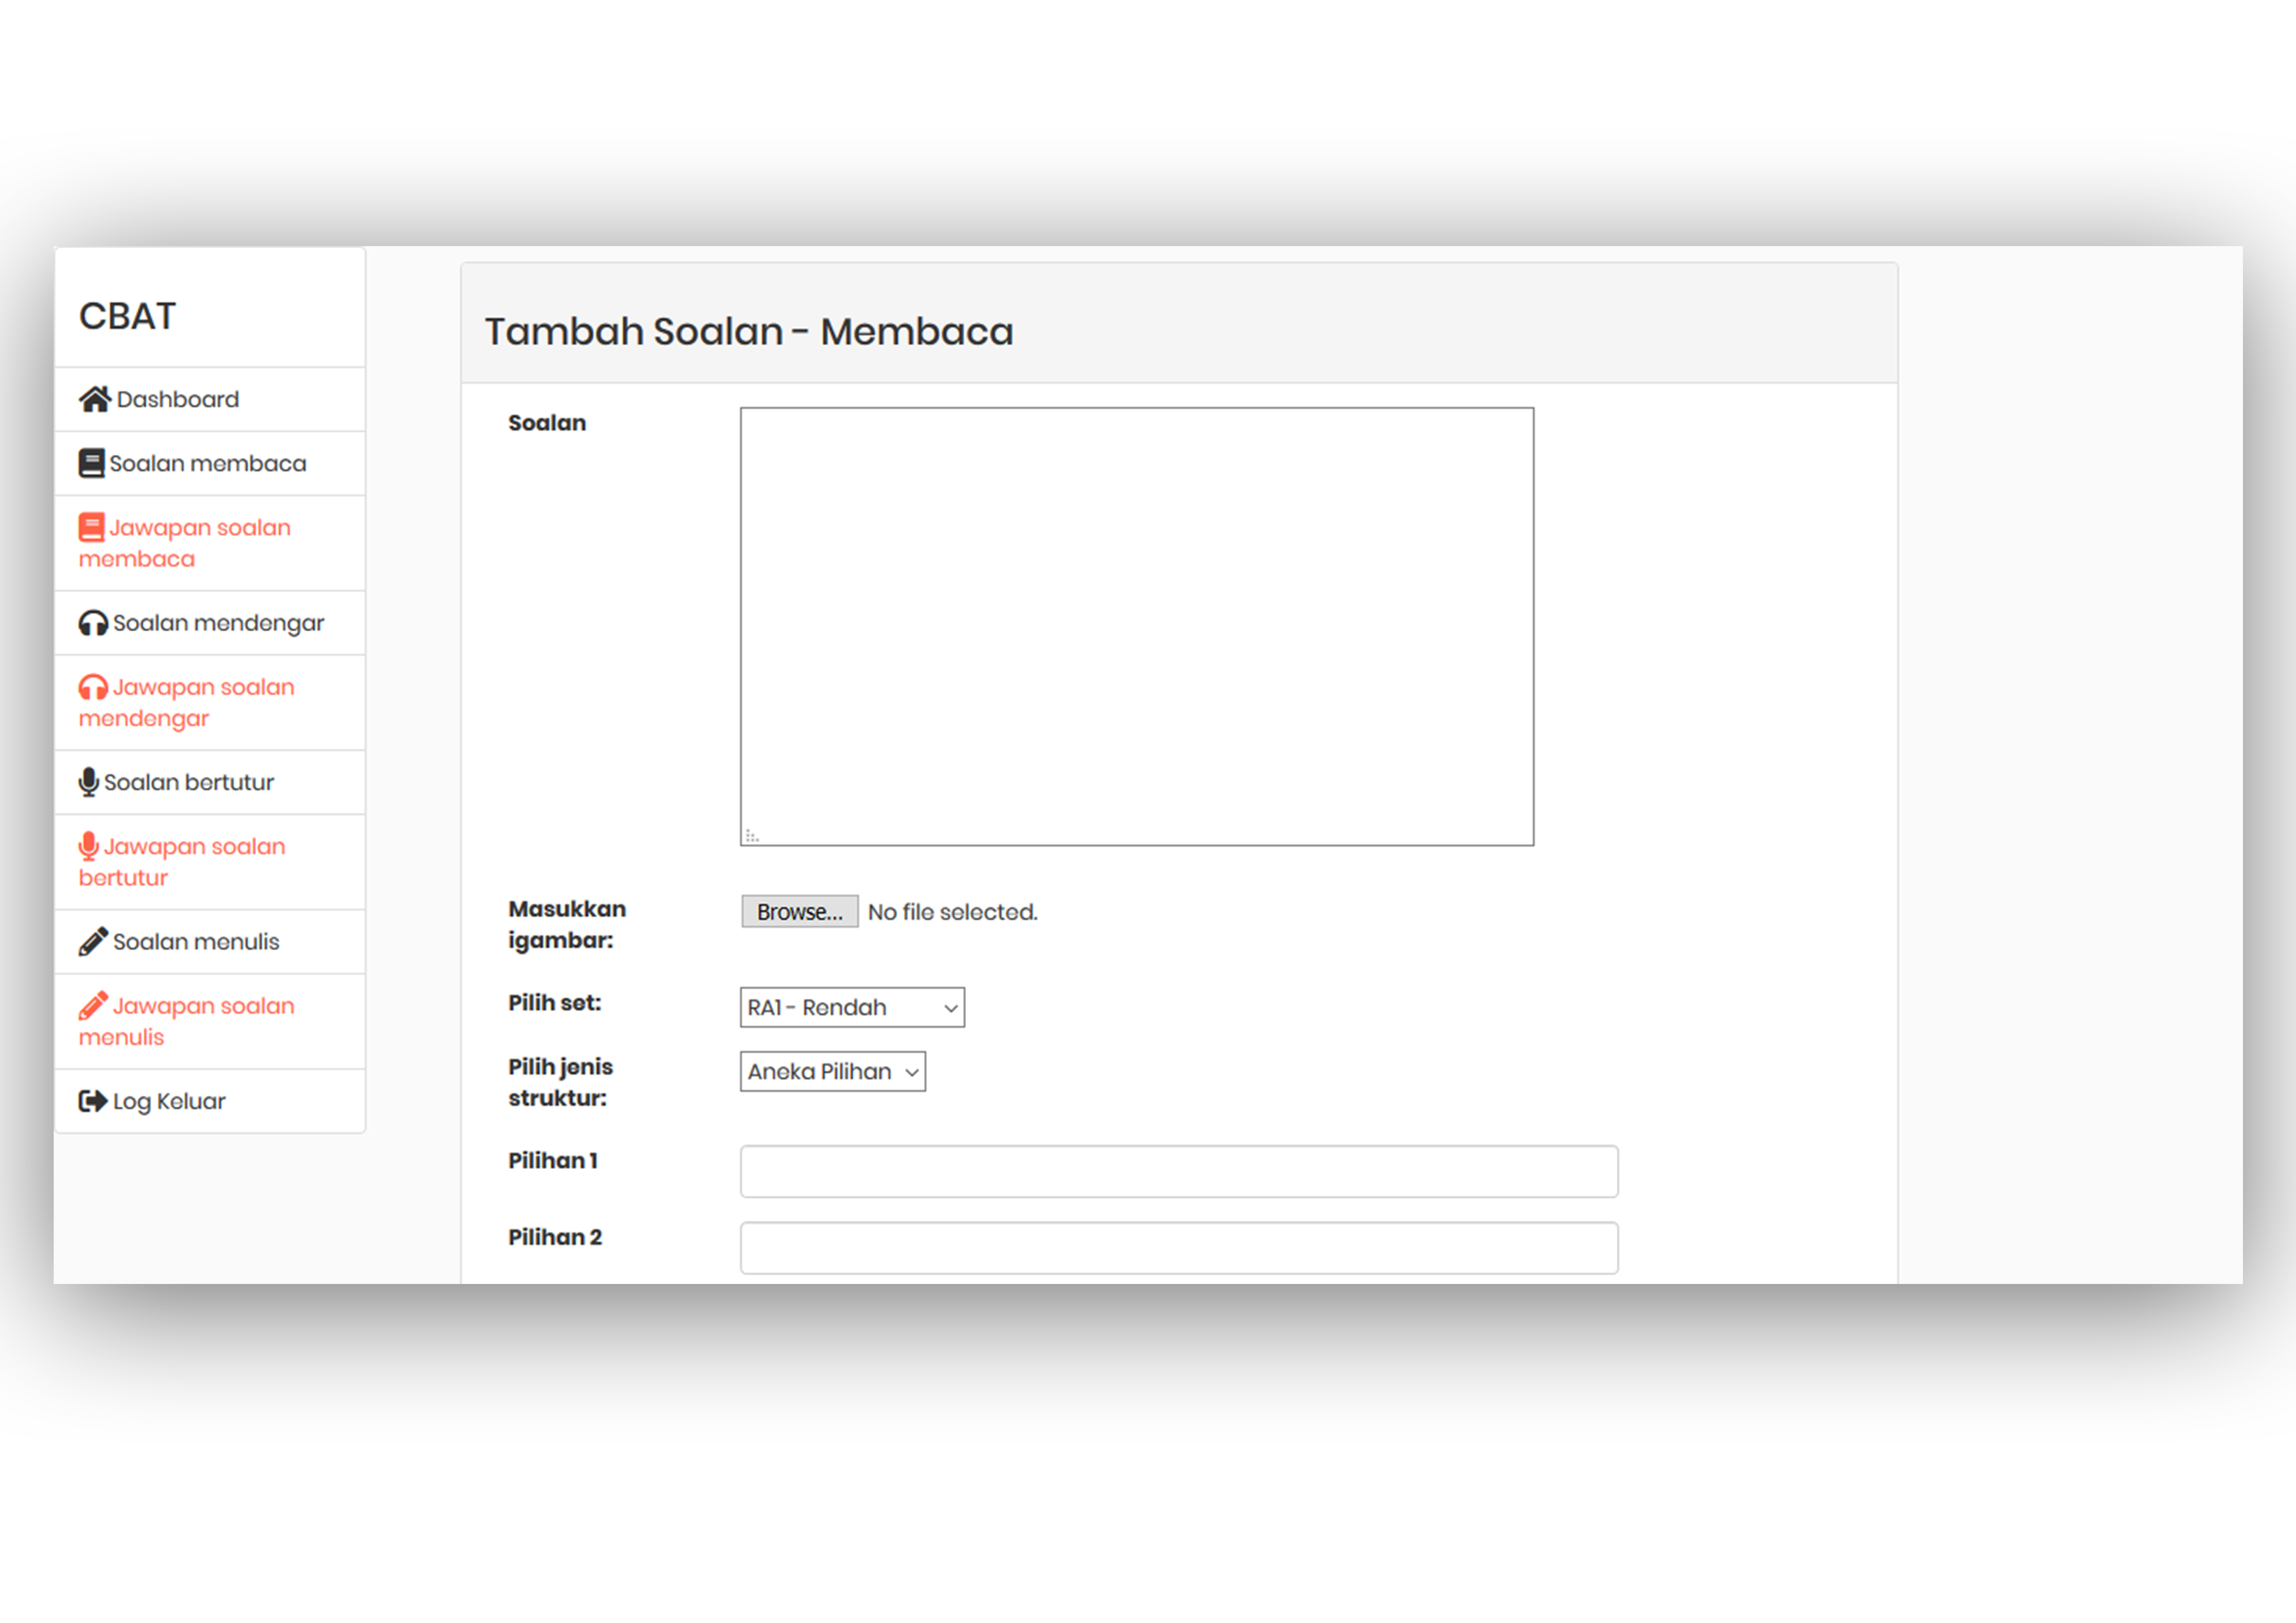 CBAT
Dashboard
Soalan membaca
Jawapan soalan
membaca
Soalan mendengar
Jawapan soalan
mendengar
Soalan bertutur
Jawapan soalan
bertutur
Soalan menulis
Jawapan soalan
menulis
Log Keluar
Tambah Soalan - Membaca
Soalan
Masukkan
igambar:
Browse... No file selected.
Pilih set:
RA1 - Rendah
Pilih jenis
struktur:
Aneka Pilihan
Pilihan 1
Pilihan 2